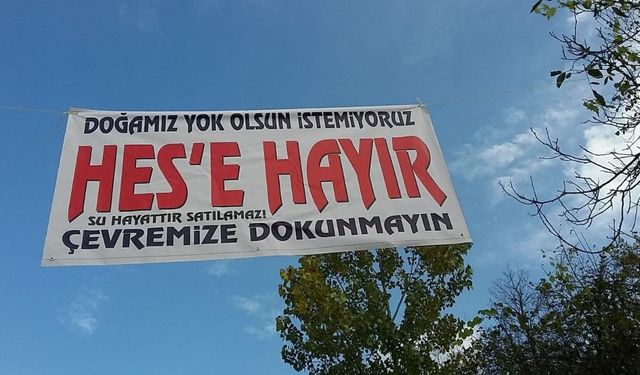 DOĞAMIZ YOK OLSUN İSTEMİYORUZ
HES'E HAYIR
SU HAYATTIR SATILAMAZ!
ÇEVREMİZE DOKUNMAYIN